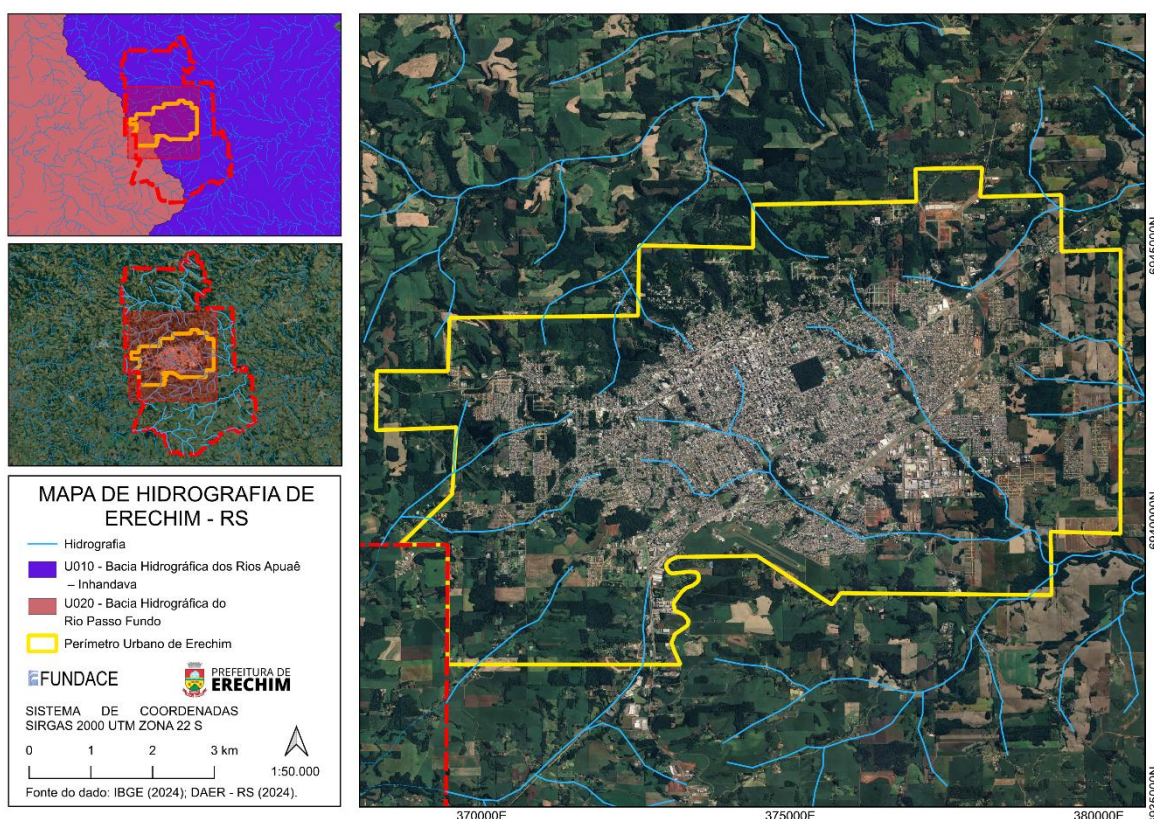 MAPA DE HIDROGRAFIA DE
ERECHIM - RS
Hidrografia
U010 - Bacia Hidrográfica dos Rios Apuaê
– Inhandava
U020 - Bacia Hidrográfica do
Rio Passo Fundo
Perímetro Urbano de Erechim
FUNDACE
PREFEITURA DE
ERECHIM
SISTEMA DE COORDENADAS
SIRGAS 2000 UTM ZONA 22 S
0 1 2 3 km
1:50.000
Fonte do dado: IBGE (2024); DAER - RS (2024).
370000E 375000E 380000E
6945000N
6940000N